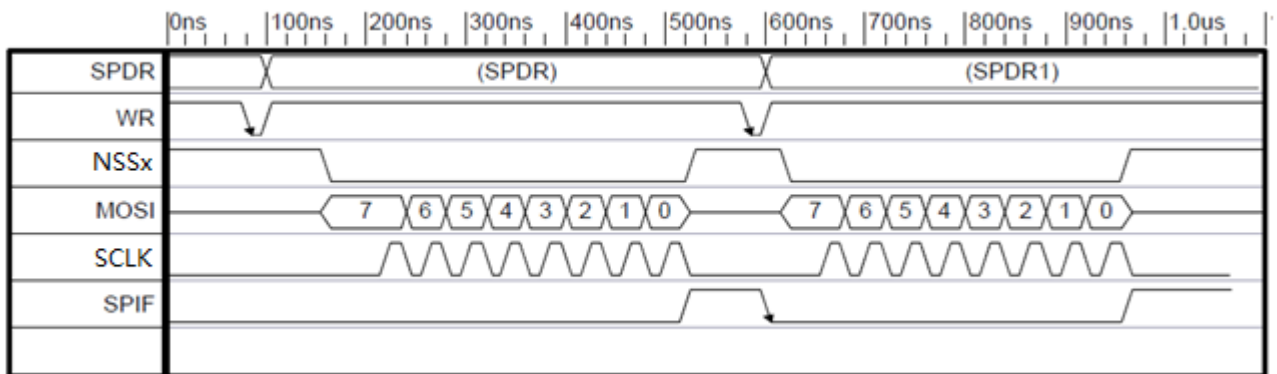 0ns 100ns 200ns 300ns 400ns 500ns 600ns 700ns 800ns 900ns 1.0us
SPDR (SPDR) (SPDR1)
WR
NSSx
MOSI 7 6 5 4 3 2 1 0 7 6 5 4 3 2 1 0
SCLK
SPIF